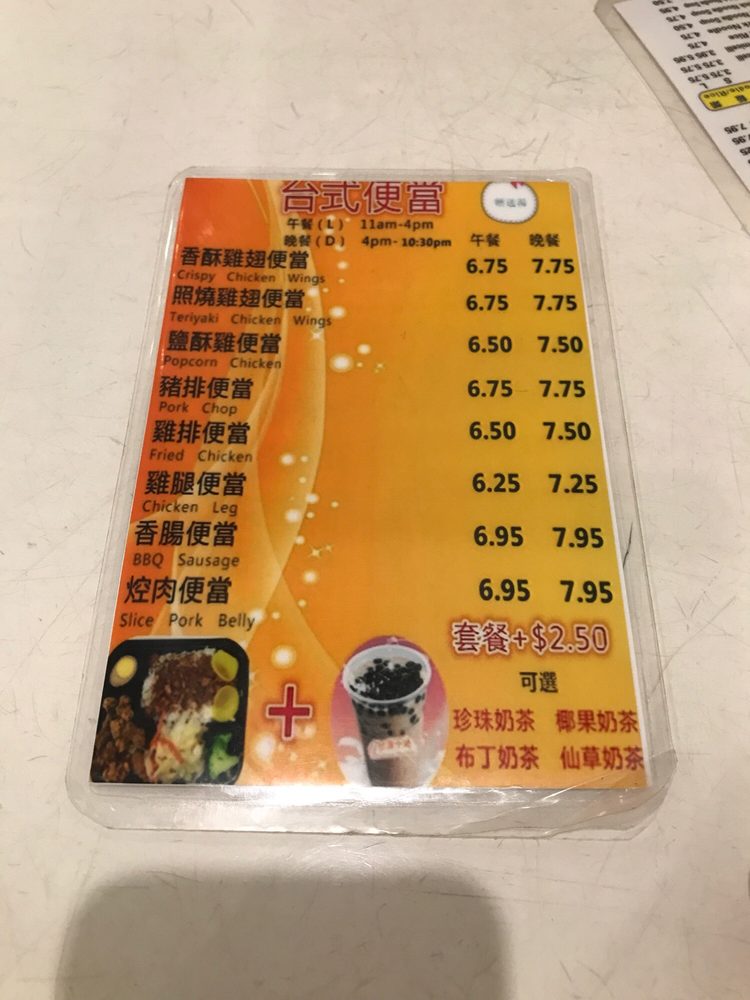 台式便當
贈送湯
午餐(L) 11am-4pm
晚餐(D) 4pm-10:30pm 午餐 晚餐
香酥雞翅便當 6.75 7.75
Crispy Chicken Wings
照燒雞翅便當 6.75 7.75
Teriyaki Chicken Wings
鹽酥雞便當 6.50 7.50
Popcorn Chicken
豬排便當 6.75 7.75
Pork Chop
雞排便當 6.50 7.50
Fried Chicken
雞腿便當 6.25 7.25
Chicken Leg
香腸便當 6.95 7.95
BBQ Sausage
焢肉便當 6.95 7.95
Slice Pork Belly
套餐+$2.50
+
可選
珍珠奶茶 椰果奶茶
布丁奶茶 仙草奶茶